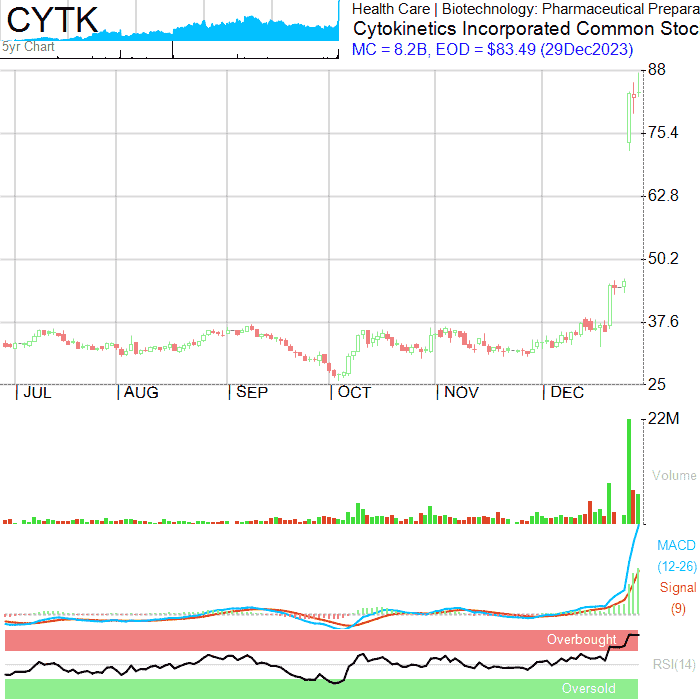 CYTK
5yr Chart
Health Care | Biotechnology: Pharmaceutical Prepara
Cytokinetics Incorporated Common Stoc
MC = 8.2B, EOD = $83.49 (29Dec2023)
88
75.4
62.8
50.2
37.6
25
JUL
AUG
SEP
OCT
NOV
DEC
22M
Volume
MACD
(12-26)
Signal
(9)
Overbought
RSI(14)
Oversold